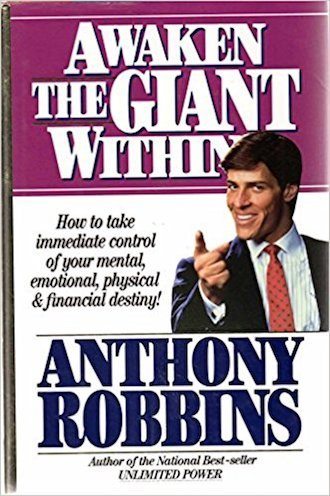 AWAKEN
THE GIANT
WITHIN
How to take
immediate control
of your mental,
emotional, physical
& financial destiny!
ANTHONY
ROBBINS
Author of the National Best-seller
UNLIMITED POWER